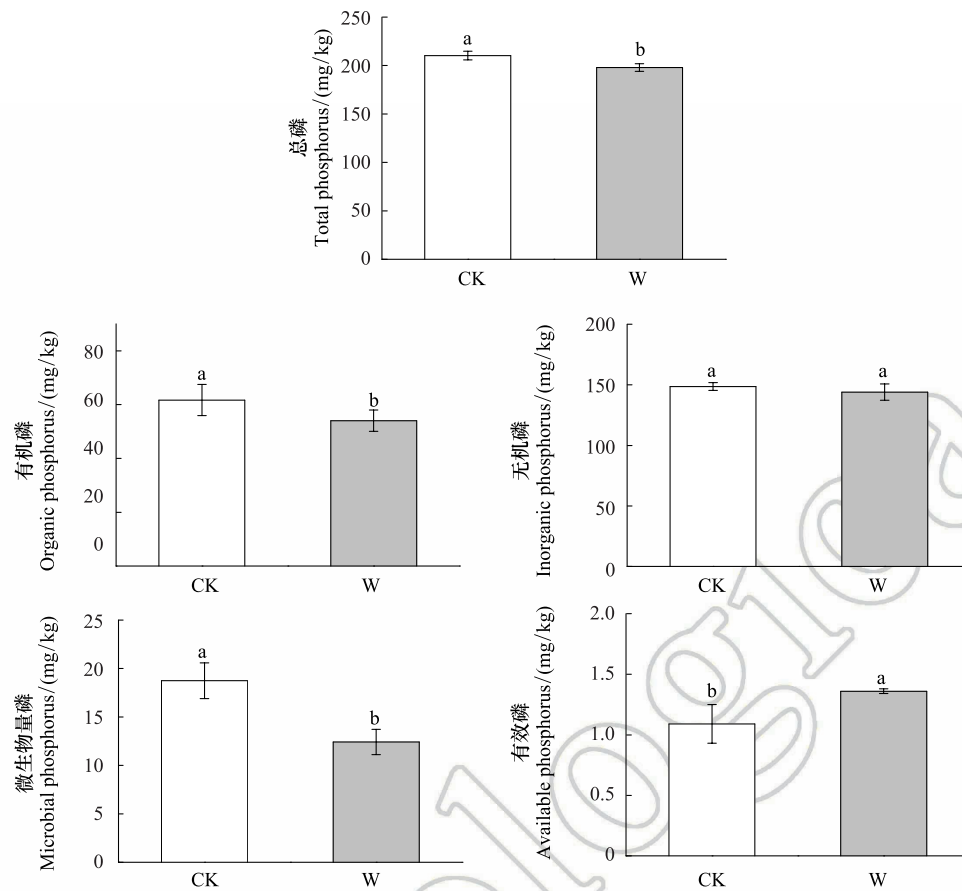 总磷
Total phosphorus/(mg/kg)
250
200
150
100
50
0
a
b
CK
W
有机磷
Organic phosphorus/(mg/kg)
80
60
40
20
0
a
b
CK
W
无机磷
Inorganic phosphorus/(mg/kg)
200
150
100
50
0
a
a
CK
W
微生物量磷
Microbial phosphorus/(mg/kg)
25
20
15
10
5
0
a
b
CK
W
有效磷
Available phosphorus/(mg/kg)
2.0
1.5
1.0
0.5
0
b
a
CK
W